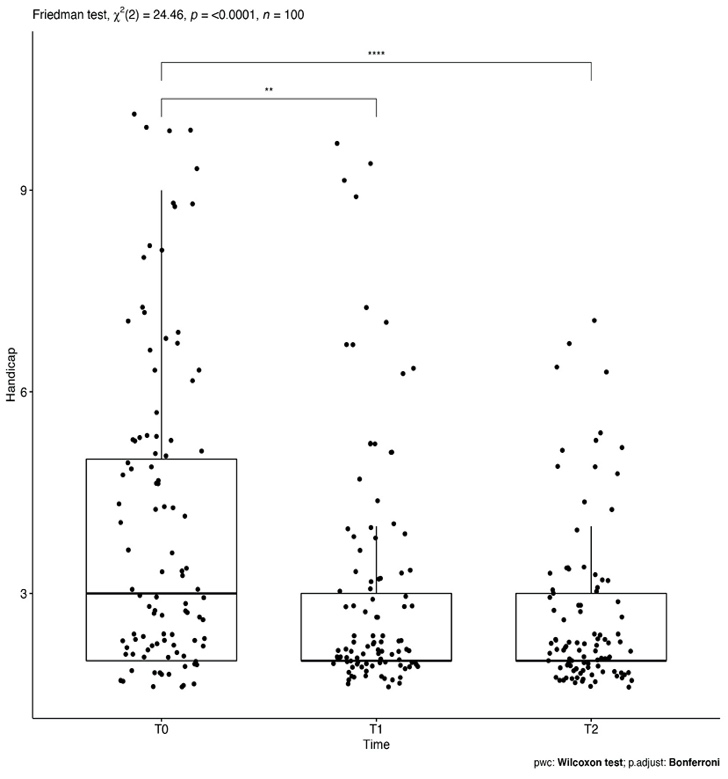 Friedman test, χ²(2) = 24.46, p = <0.0001, n = 100
****
**
9
6
3
Handicap
T0 T1 T2
Time
pwc: Wilcoxon test; p.adjust: Bonferroni